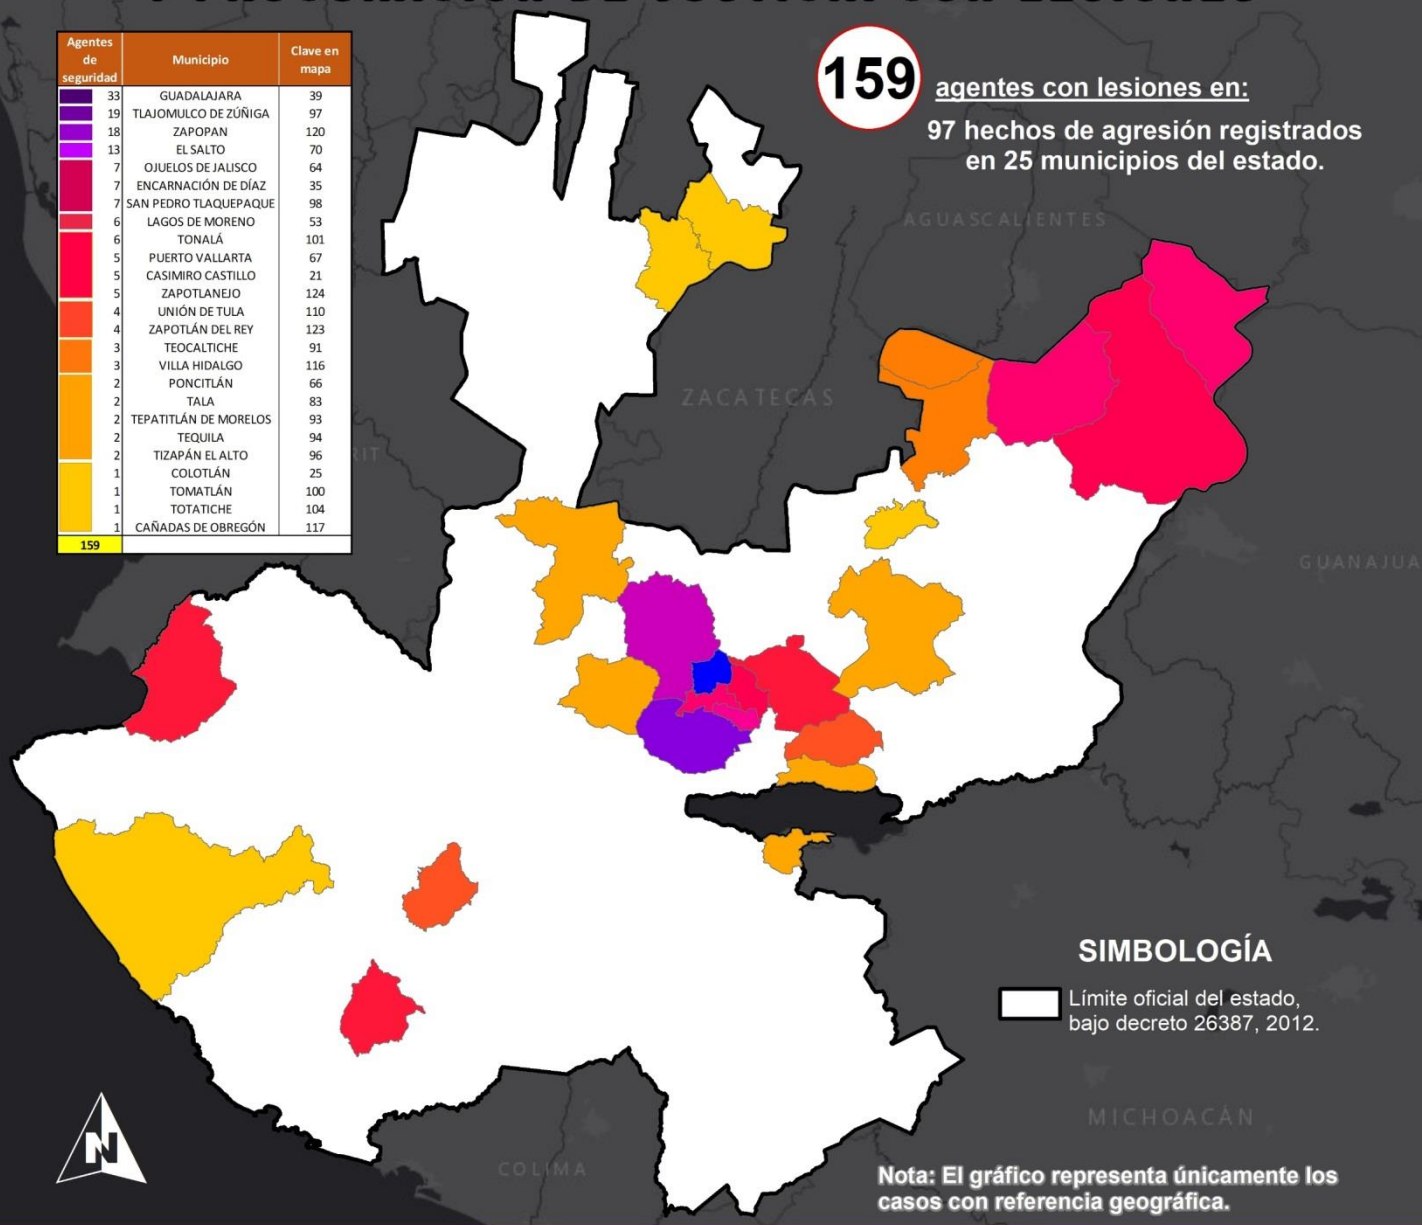 Agentes de seguridad Municipio Clave en mapa
33 GUADALAJARA 39
19 TLAJOMULCO DE ZÚÑIGA 97
18 ZAPOPAN 120
13 EL SALTO 70
7 OJUELOS DE JALISCO 64
7 ENCARNACIÓN DE DÍAZ 35
7 SAN PEDRO TLAQUEPAQUE 98
6 LAGOS DE MORENO 53
6 TONALÁ 101
5 PUERTO VALLARTA 67
5 CASIMIRO CASTILLO 21
5 ZAPOTLANEJO 124
4 UNIÓN DE TULA 110
4 ZAPOTLÁN DEL REY 123
3 TEOCALTICHE 91
3 VILLA HIDALGO 116
2 PONCITLÁN 66
2 TALA 83
2 TEPATITLÁN DE MORELOS 93
2 TEQUILA 94
2 TIZAPÁN EL ALTO 96
1 COLOTLÁN 25
1 TOMATLÁN 100
1 TOTATICHE 104
1 CAÑADAS DE OBREGÓN 117
159
159 agentes con lesiones en:
97 hechos de agresión registrados
en 25 municipios del estado.
AGUASCALIENTES
ZACATECAS
RIT
GUANAJUA
SIMBOLOGÍA
Límite oficial del estado,
bajo decreto 26387, 2012.
MICHOACÁN
N
COLIMA
Nota: El gráfico representa únicamente los
casos con referencia geográfica.